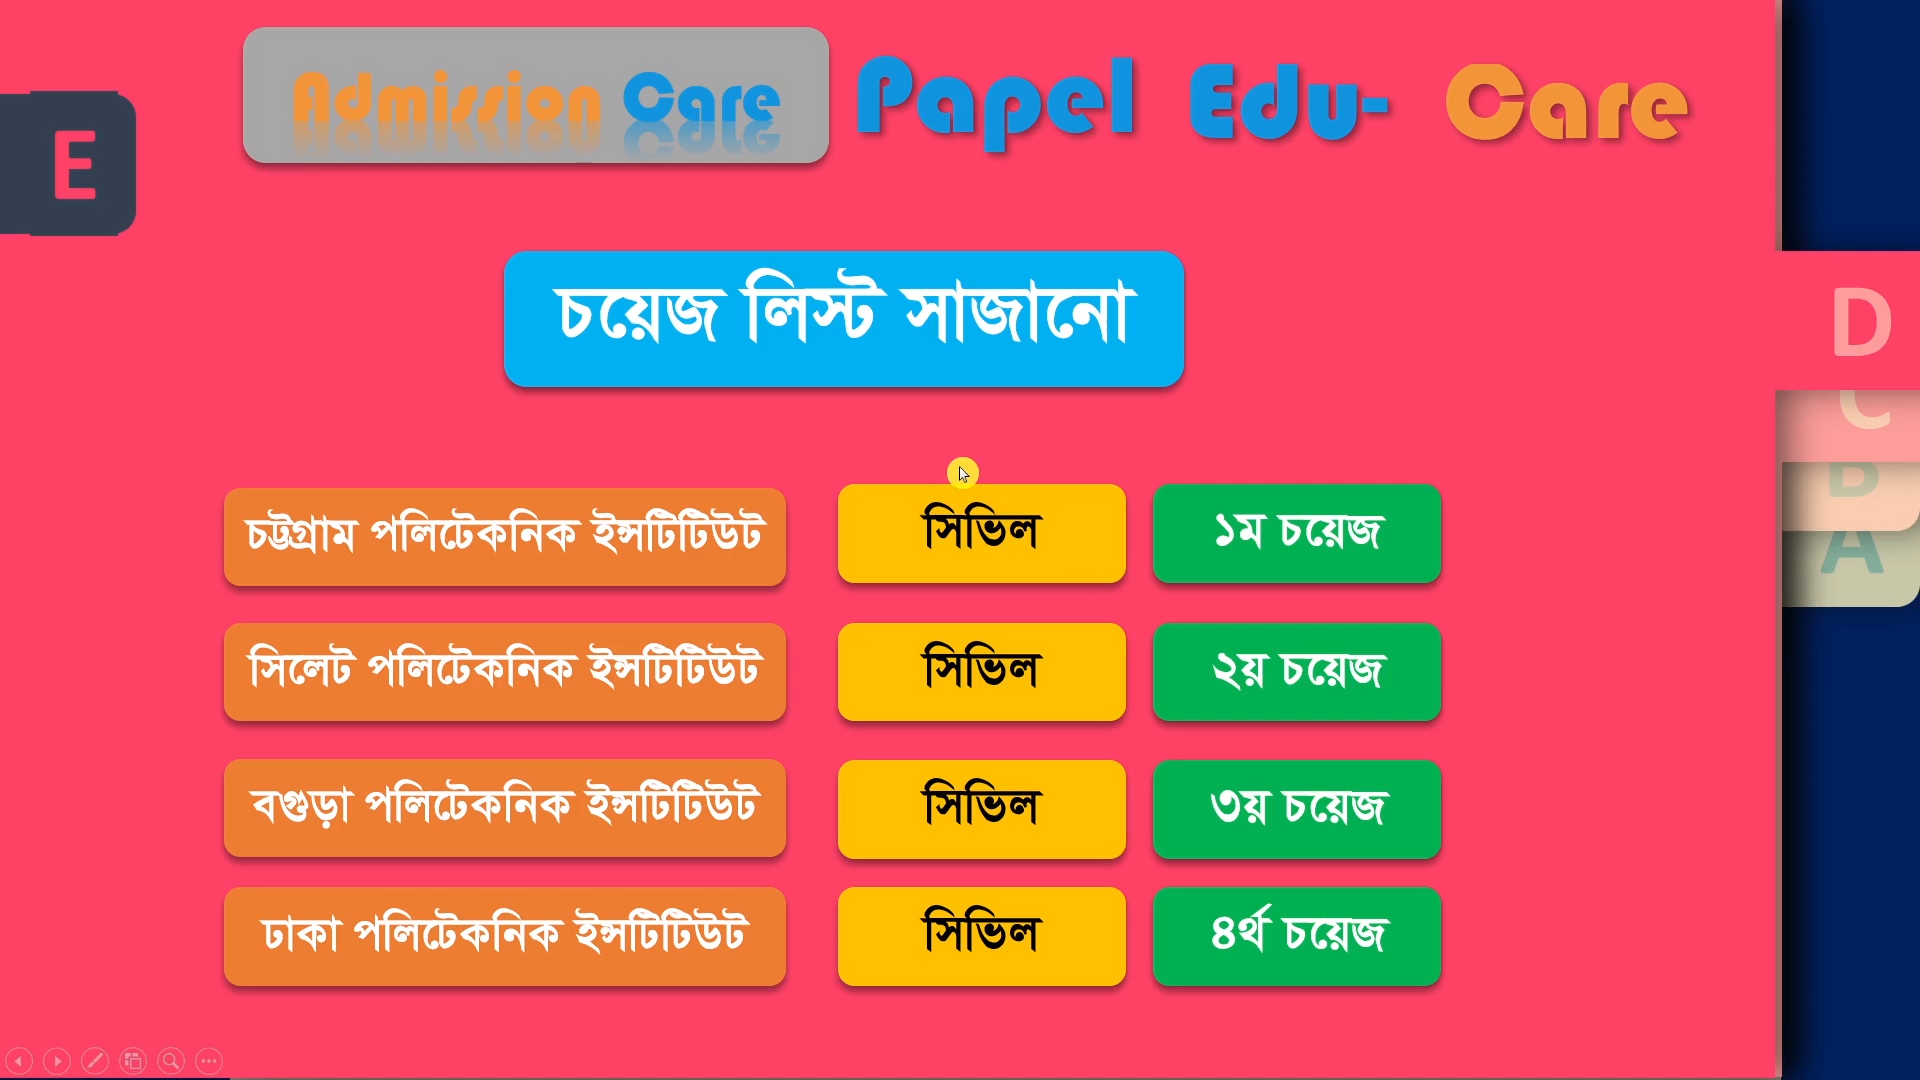 Admission Care Papel Edu- Care
E
চয়েজ লিস্ট সাজানো
D
C
B
A
চট্টগ্রাম পলিটেকনিক ইন্সটিটিউট সিভিল ১ম চয়েজ
সিলেট পলিটেকনিক ইন্সটিটিউট সিভিল ২য় চয়েজ
বগুড়া পলিটেকনিক ইন্সটিটিউট সিভিল ৩য় চয়েজ
ঢাকা পলিটেকনিক ইন্সটিটিউট সিভিল ৪র্থ চয়েজ